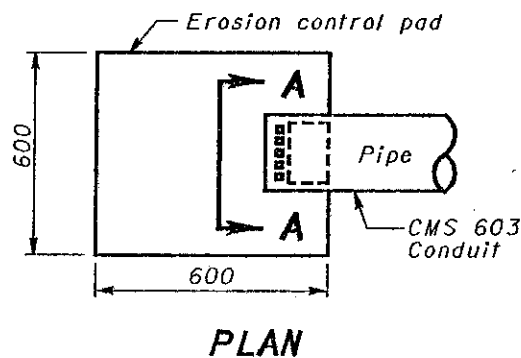 Erosion control pad
A
600
Pipe
A
CMS 603
Conduit
600
PLAN